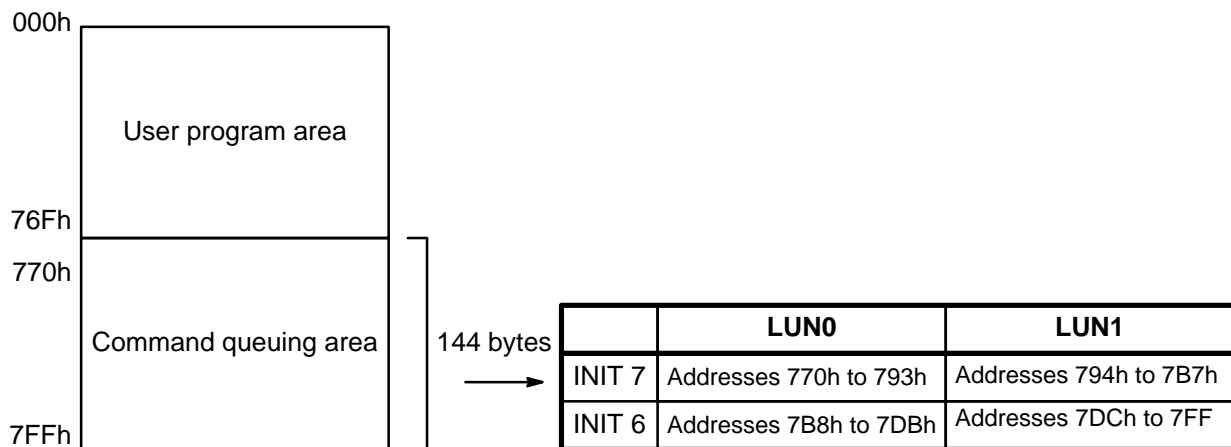 000h
User program area
76Fh
770h
Command queuing area
7FFh
144 bytes
LUN0 LUN1
INIT 7 Addresses 770h to 793h Addresses 794h to 7B7h
INIT 6 Addresses 7B8h to 7DBh Addresses 7DCh to 7FF